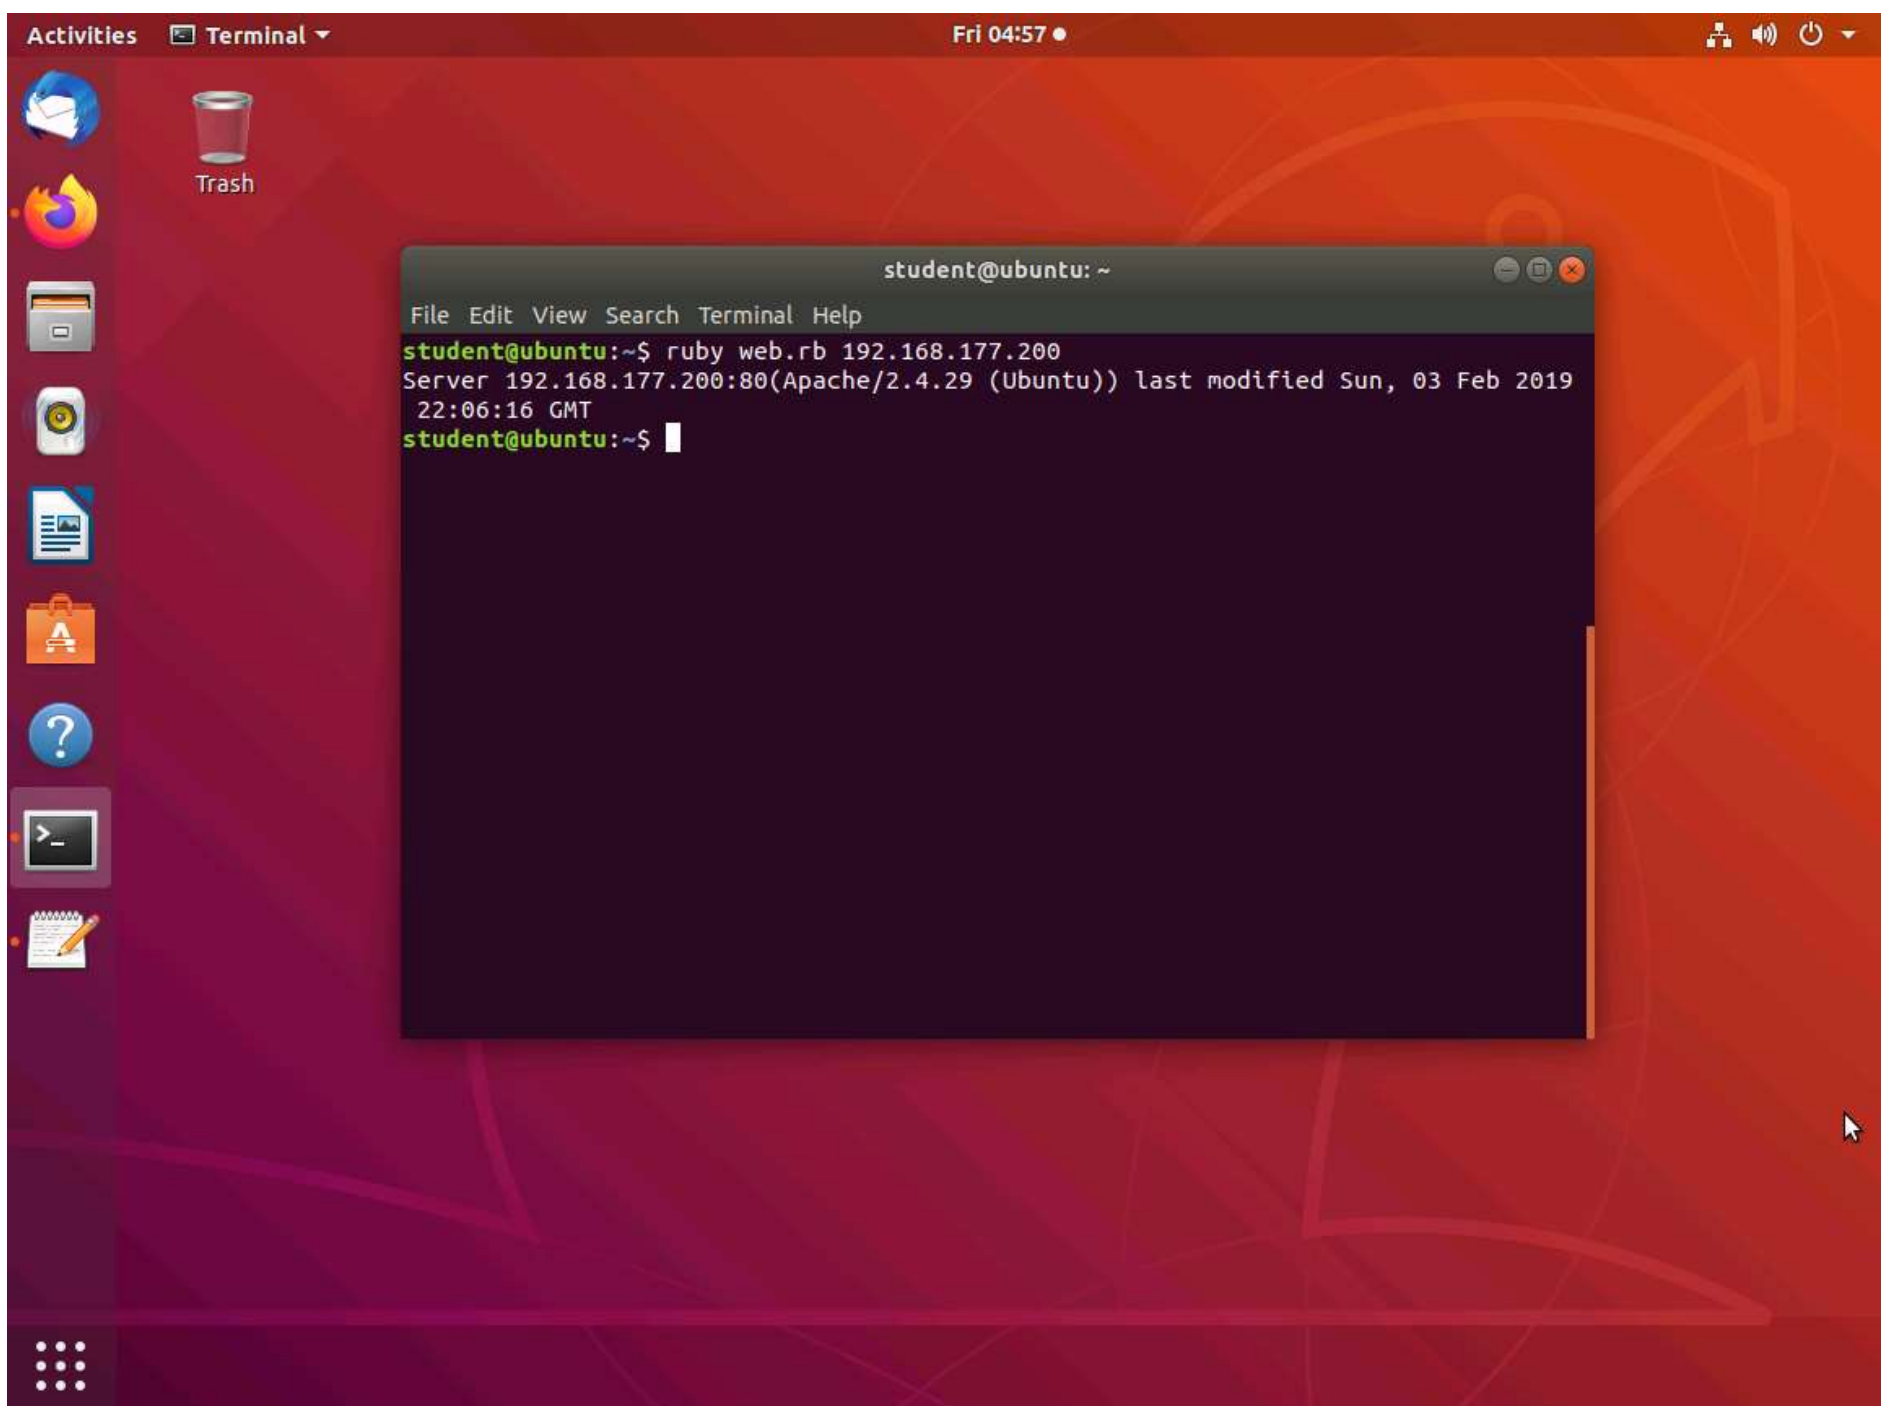 Activities Terminal Fri 04:57
Trash
student@ubuntu: ~
File Edit View Search Terminal Help
student@ubuntu:~$ ruby web.rb 192.168.177.200
Server 192.168.177.200:80(Apache/2.4.29 (Ubuntu)) last modified Sun, 03 Feb 2019
22:06:16 GMT
student@ubuntu:~$